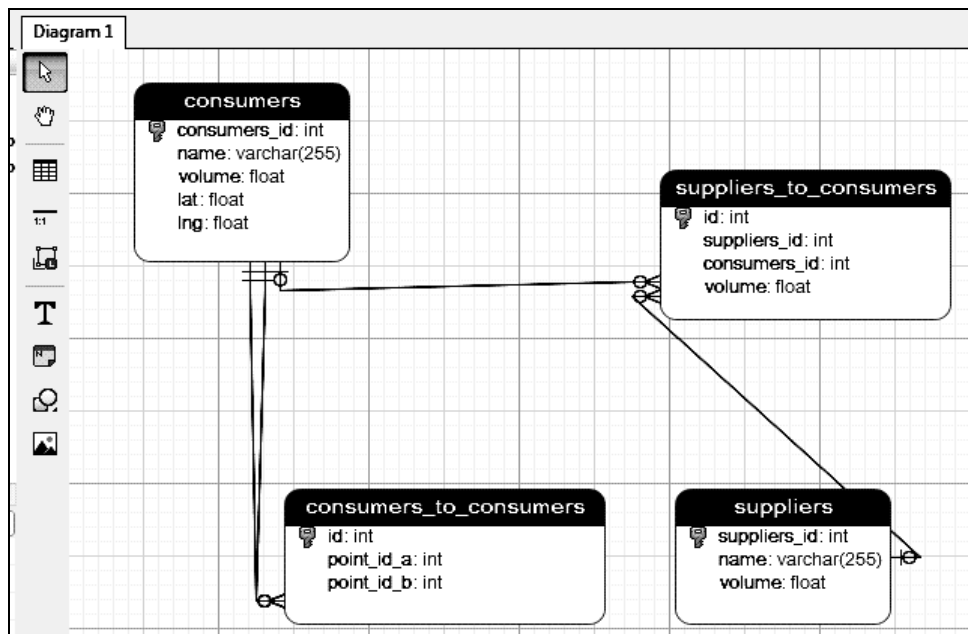 Diagram 1
consumers
consumers_id: int
name: varchar(255)
volume: float
lat: float
lng: float
suppliers_to_consumers
id: int
suppliers_id: int
consumers_id: int
volume: float
1:1
T
N
consumers_to_consumers
id: int
point_id_a: int
point_id_b: int
suppliers
suppliers_id: int
name: varchar(255)
volume: float